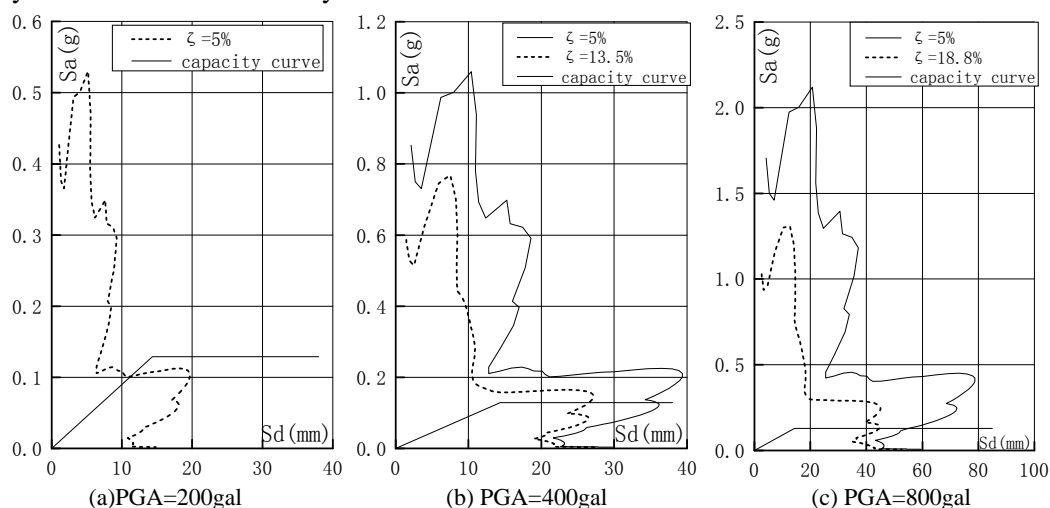 0.6
0.5
0.4
0.3
0.2
0.1
0.0
Sa(g)
ζ=5%
capacity curve
Sd(mm)
0 10 20 30 40
(a)PGA=200gal
1.2
1.0
0.8
0.6
0.4
0.2
0.0
Sa(g)
ζ=5%
ζ=13.5%
capacity curve
Sd(mm)
0 10 20 30 40
(b) PGA=400gal
2.5
2.0
1.5
1.0
0.5
0.0
Sa(g)
ζ=5%
ζ=18.8%
capacity curve
Sd(mm)
0 20 40 60 80 100
(c) PGA=800gal